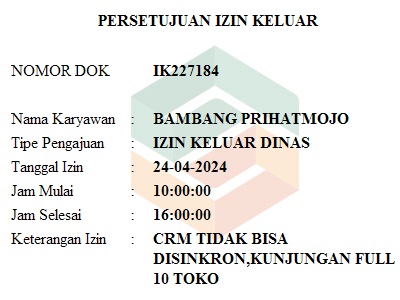 PERSETUJUAN IZIN KELUAR
NOMOR DOK IK227184
Nama Karyawan : BAMBANG PRIHATMOJO
Tipe Pengajuan : IZIN KELUAR DINAS
Tanggal Izin : 24-04-2024
Jam Mulai : 10:00:00
Jam Selesai : 16:00:00
Keterangan Izin : CRM TIDAK BISA
DISINKRON,KUNJUNGAN FULL
10 TOKO